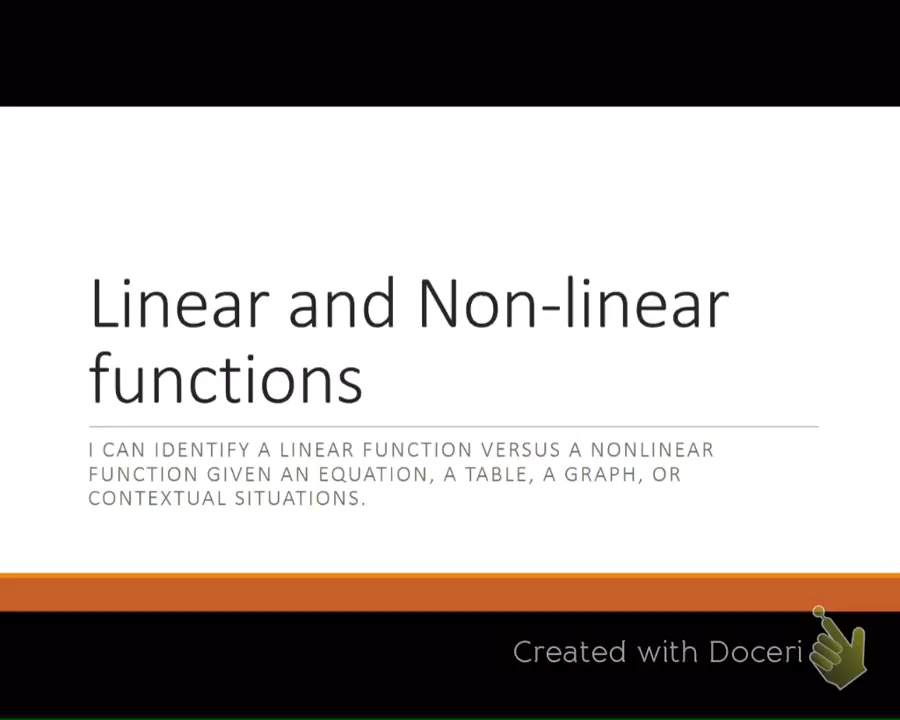 Linear and Non-linear
functions
I CAN IDENTIFY A LINEAR FUNCTION VERSUS A NONLINEAR
FUNCTION GIVEN AN EQUATION, A TABLE, A GRAPH, OR
CONTEXTUAL SITUATIONS.
Created with Doceri